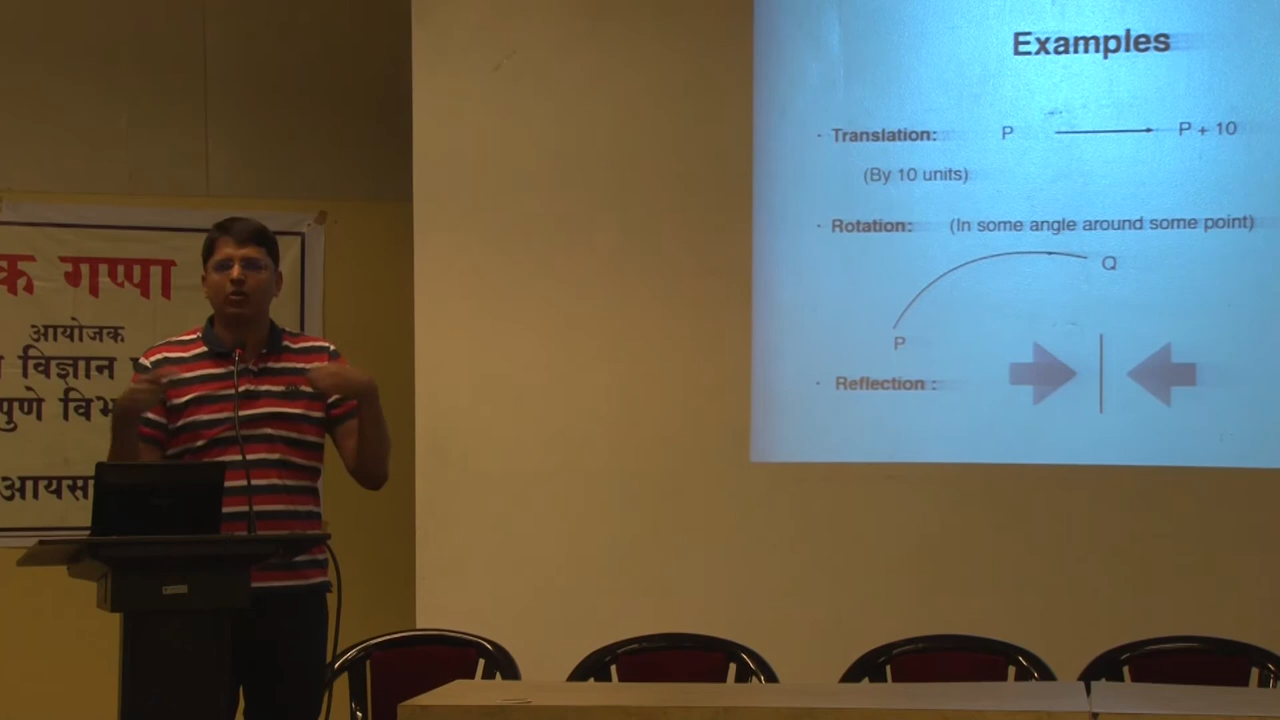 क गप्पा
आयोजक
विज्ञान
पुणे विभ
आयस
Examples
· Translation: P P + 10
(By 10 units)
· Rotation: (In some angle around some point)
Q
P
· Reflection :